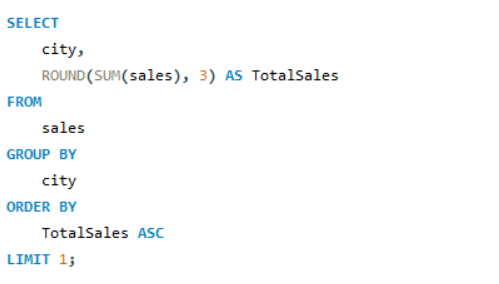 SELECT
    city,
    ROUND(SUM(sales), 3) AS TotalSales
FROM
    sales
GROUP BY
    city
ORDER BY
    TotalSales ASC
LIMIT 1;